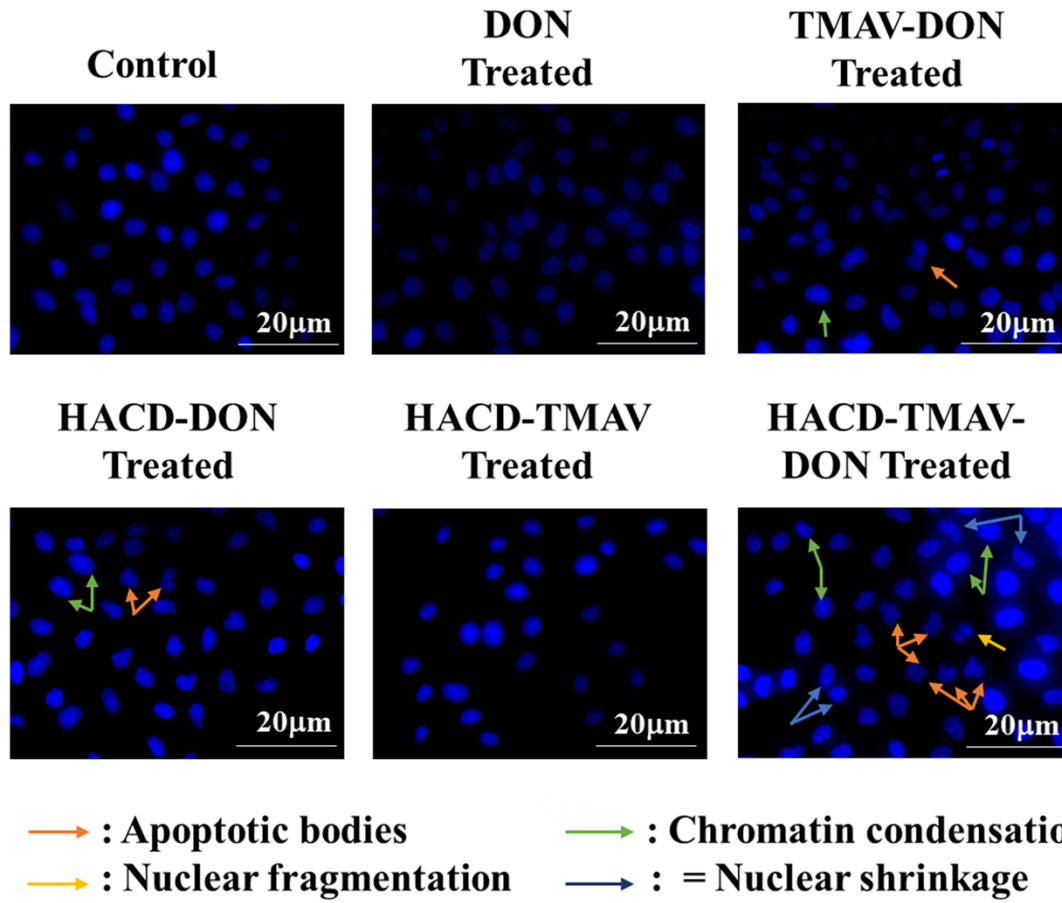 Control
DON
Treated
TMAV-DON
Treated
20μm
20μm
20μm
HACD-DON
Treated
HACD-TMAV
Treated
HACD-TMAV-
DON Treated
20μm
20μm
20μm
: Apoptotic bodies
: Chromatin condensatio
: Nuclear fragmentation
: = Nuclear shrinkage